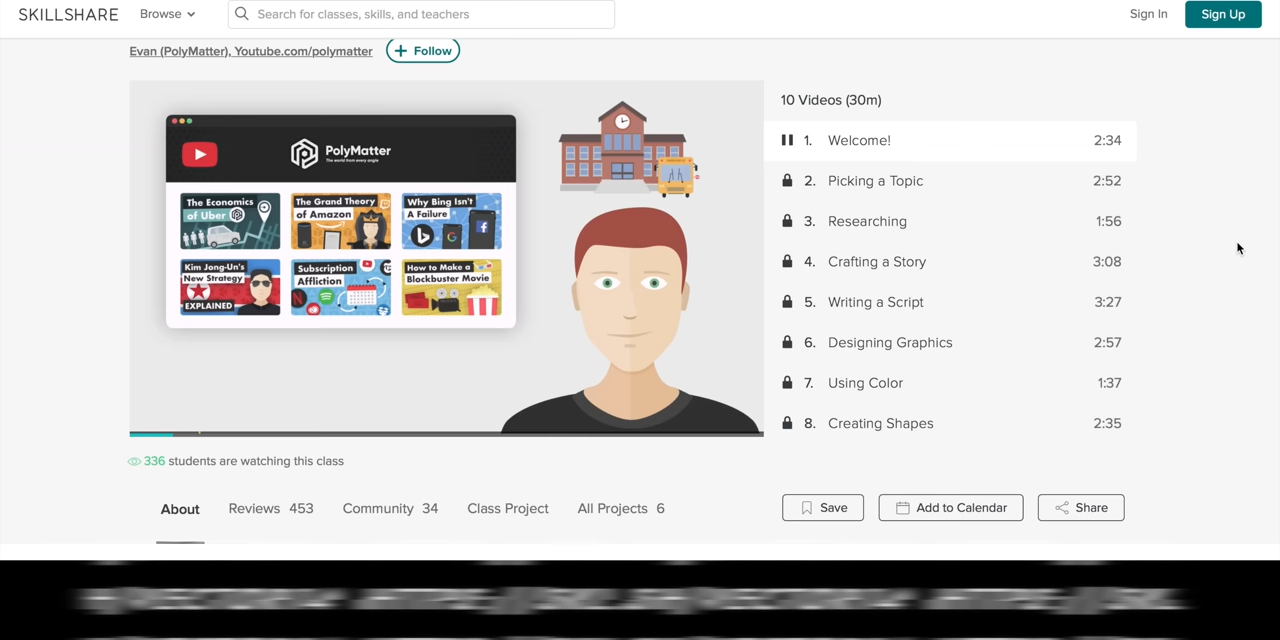 SKILLSHARE Browse Search for classes, skills, and teachers Sign In Sign Up
Evan (PolyMatter), Youtube.com/polymatter + Follow
PolyMatter
The world from every angle
The Economics
of Uber
The Grand Theory
of Amazon
Why Bing Isn't
A Failure
Kim Jong-Un's
New Strategy
EXPLAINED
Subscription
Affliction
How to Make a
Blockbuster Movie
10 Videos (30m)
1. Welcome! 2:34
2. Picking a Topic 2:52
3. Researching 1:56
4. Crafting a Story 3:08
5. Writing a Script 3:27
6. Designing Graphics 2:57
7. Using Color 1:37
8. Creating Shapes 2:35
336 students are watching this class
About Reviews 453 Community 34 Class Project All Projects 6
Save Add to Calendar Share